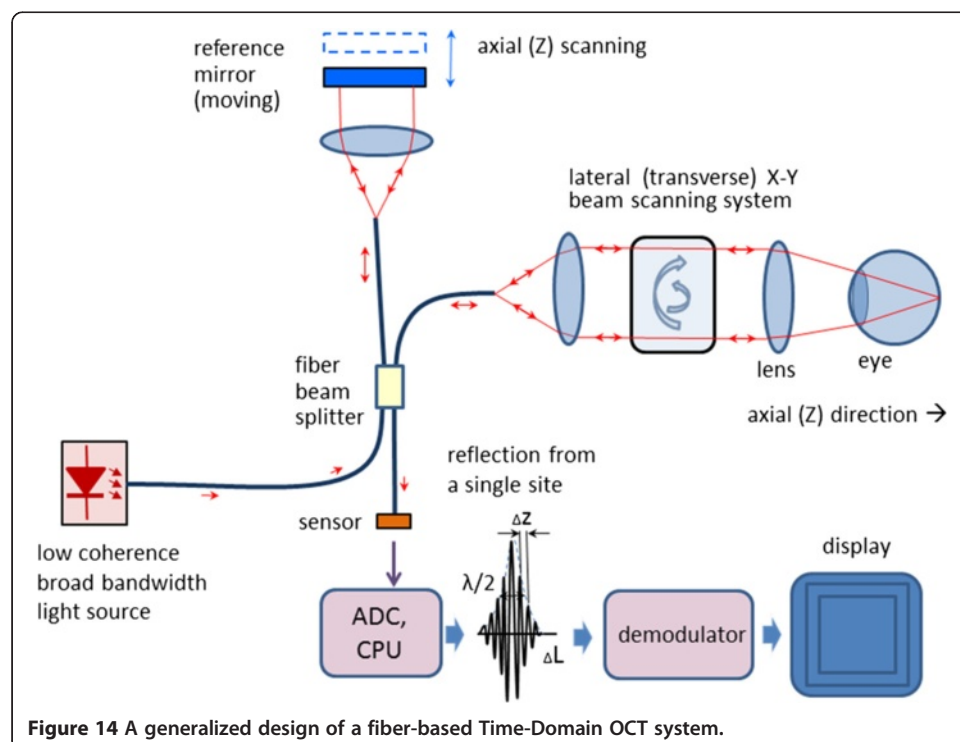 reference
mirror
(moving)
axial (Z) scanning
lateral (transverse) X-Y
beam scanning system
lens
eye
axial (Z) direction →
fiber
beam
splitter
reflection from
a single site
sensor
low coherence
broad bandwidth
light source
Δz
λ/2
ΔL
ADC,
CPU
demodulator
display
Figure 14 A generalized design of a fiber-based Time-Domain OCT system.